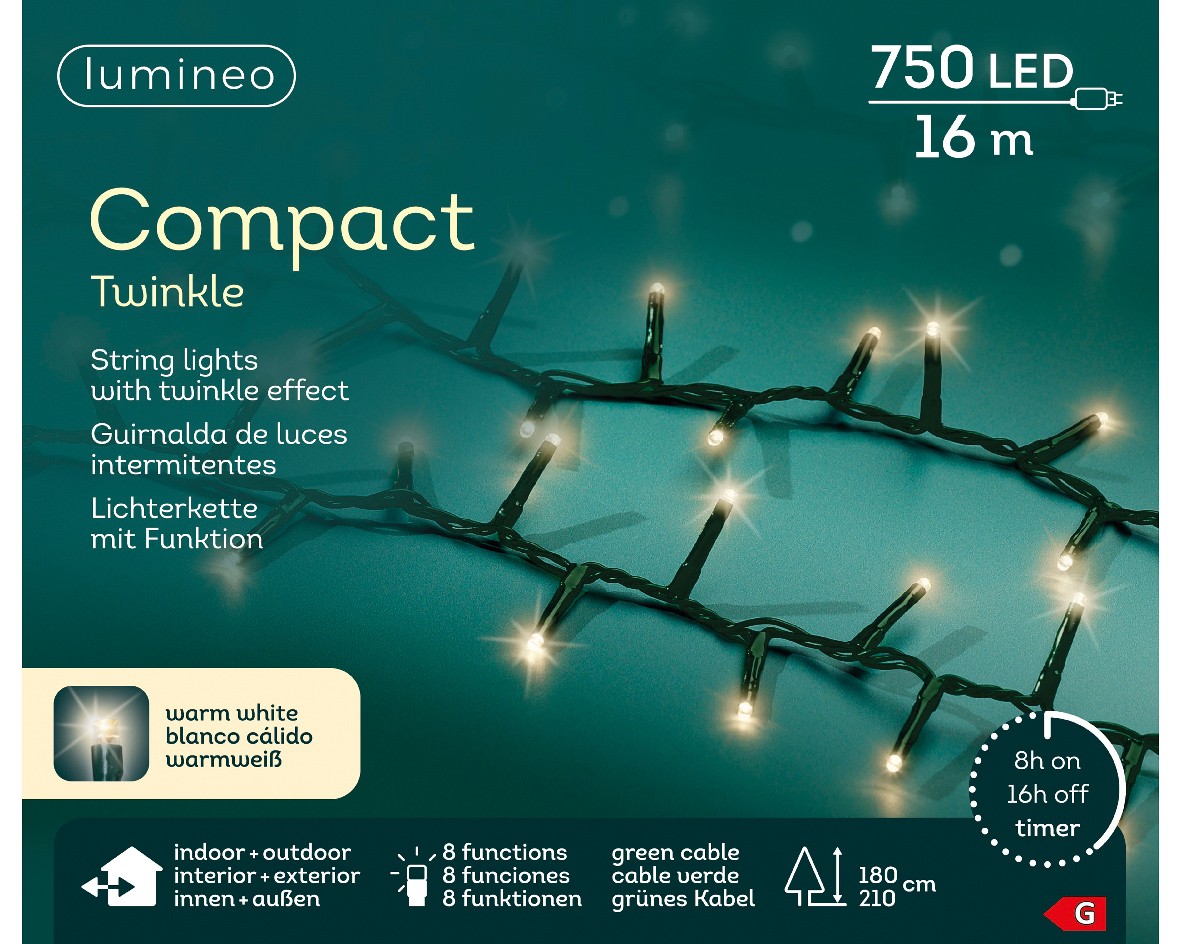 lumineo
750 LED
16 m
Compact
Twinkle
String lights
with twinkle effect
Guirnalda de luces
intermitentes
Lichterkette
mit Funktion
warm white
blanco cálido
warmweiß
8h on
16h off
timer
indoor + outdoor
interior + exterior
innen + außen
8 functions
8 funciones
8 funktionen
green cable
cable verde
grünes Kabel
180
210 cm
G